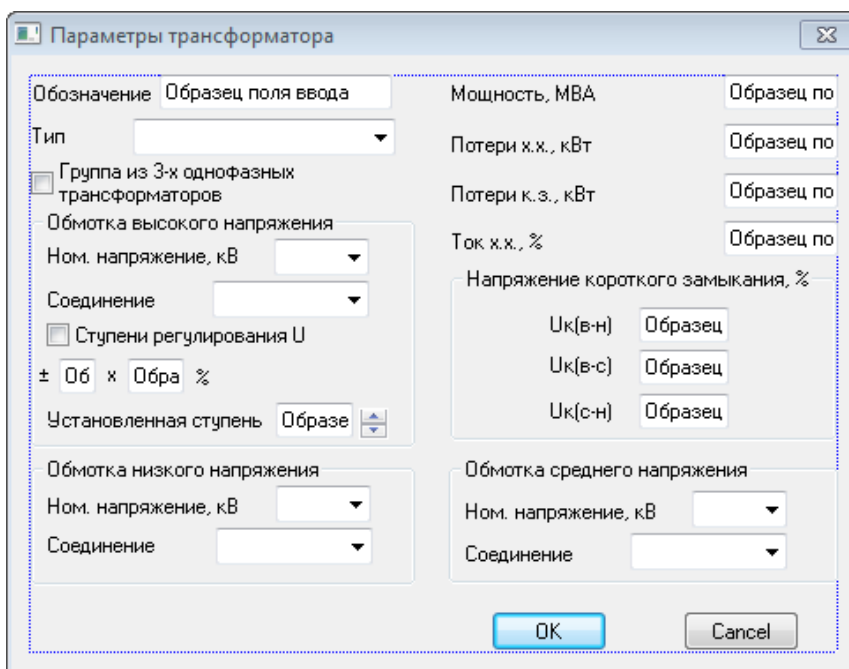 Параметры трансформатора
Обозначение Образец поля ввода
Тип
Группа из 3-х однофазных
трансформаторов
Обмотка высокого напряжения
Ном. напряжение, кВ
Соединение
Ступени регулирования U
± Об x Обра %
Установленная ступень Образе
Обмотка низкого напряжения
Ном. напряжение, кВ
Соединение
Мощность, МВА Образец по
Потери х.х., кВт Образец по
Потери к.з., кВт Образец по
Ток х.х., % Образец по
Напряжение короткого замыкания, %
Uк(в-н) Образец
Uк(в-с) Образец
Uк(с-н) Образец
Обмотка среднего напряжения
Ном. напряжение, кВ
Соединение
OK Cancel